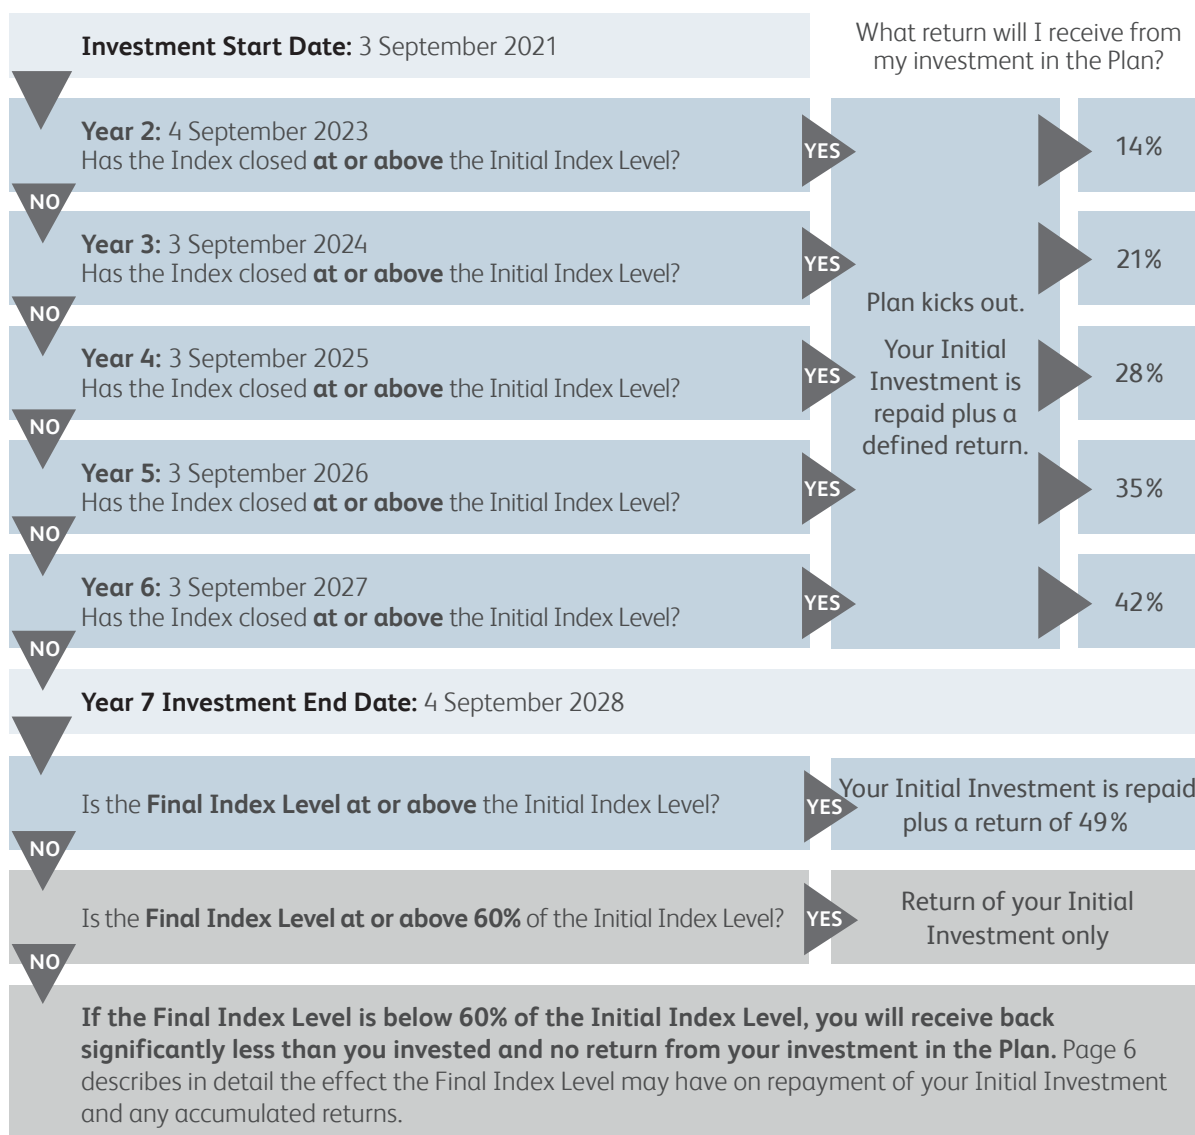 Investment Start Date: 3 September 2021
What return will I receive from
my investment in the Plan?
Year 2: 4 September 2023
Has the Index closed at or above the Initial Index Level?
YES
14%
NO
Year 3: 3 September 2024
Has the Index closed at or above the Initial Index Level?
YES
21%
NO
Year 4: 3 September 2025
Has the Index closed at or above the Initial Index Level?
YES
28%
NO
Year 5: 3 September 2026
Has the Index closed at or above the Initial Index Level?
YES
35%
NO
Year 6: 3 September 2027
Has the Index closed at or above the Initial Index Level?
YES
42%
Plan kicks out.
Your Initial
Investment is
repaid plus a
defined return.
NO
Year 7 Investment End Date: 4 September 2028
Is the Final Index Level at or above the Initial Index Level?
YES
Your Initial Investment is repaid
plus a return of 49%
NO
Is the Final Index Level at or above 60% of the Initial Index Level?
YES
Return of your Initial
Investment only
NO
If the Final Index Level is below 60% of the Initial Index Level, you will receive back
significantly less than you invested and no return from your investment in the Plan. Page 6
describes in detail the effect the Final Index Level may have on repayment of your Initial Investment
and any accumulated returns.